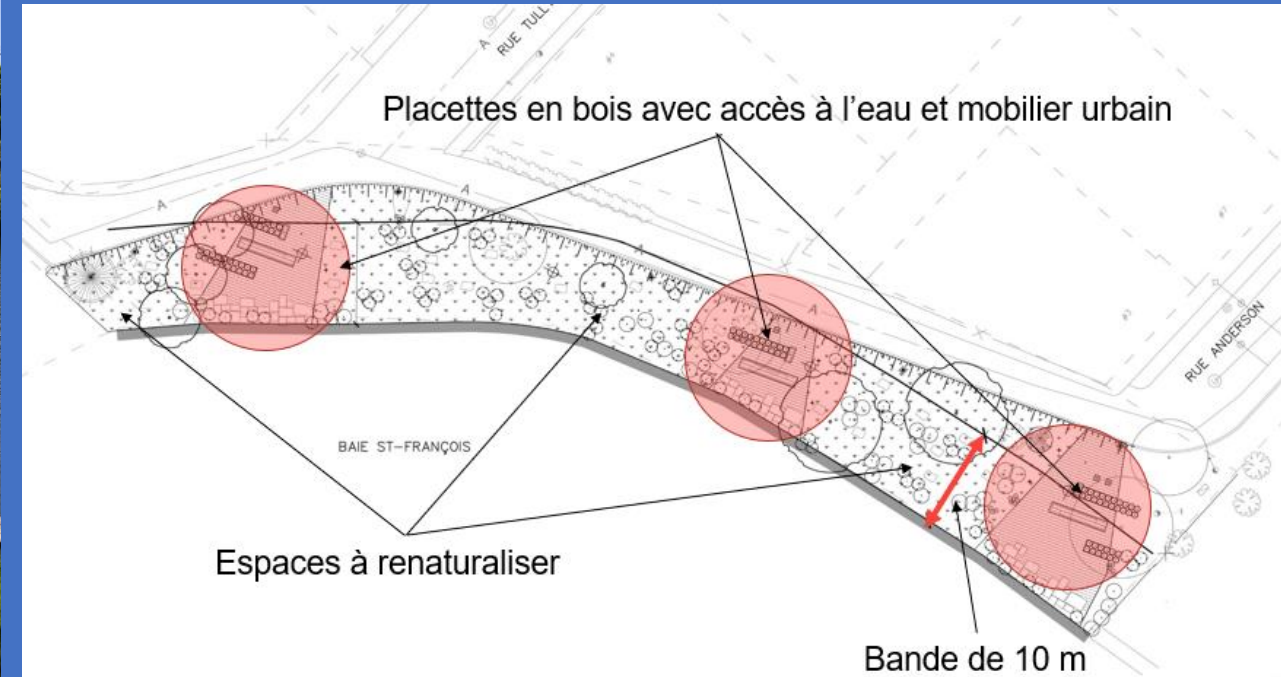 RUE TULLY
Placettes en bois avec accès à l’eau et mobilier urbain
A
A
A
A
A
RUE ANDERSON
BAIE ST-FRANÇOIS
Espaces à renaturaliser
Bande de 10 m